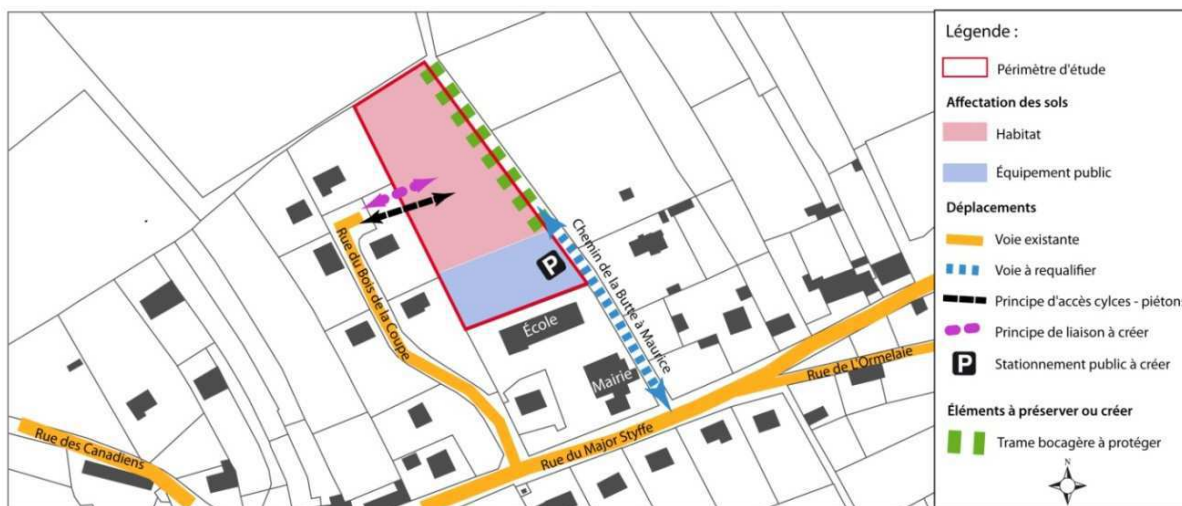 Légende :
Périmètre d'étude
Affectation des sols
Habitat
Équipement public
Déplacements
Voie existante
Voie à requalifier
Principe d'accès cylces - piétons
Principe de liaison à créer
P
Stationnement public à créer
Éléments à préserver ou créer
Trame bocagère à protéger
N
Rue du Bois de la Coupe
Chemin de la Butte à Maurice
P
École
Mairie
Rue de L'Ormelaie
Rue du Major Styffe
Rue des Canadiens